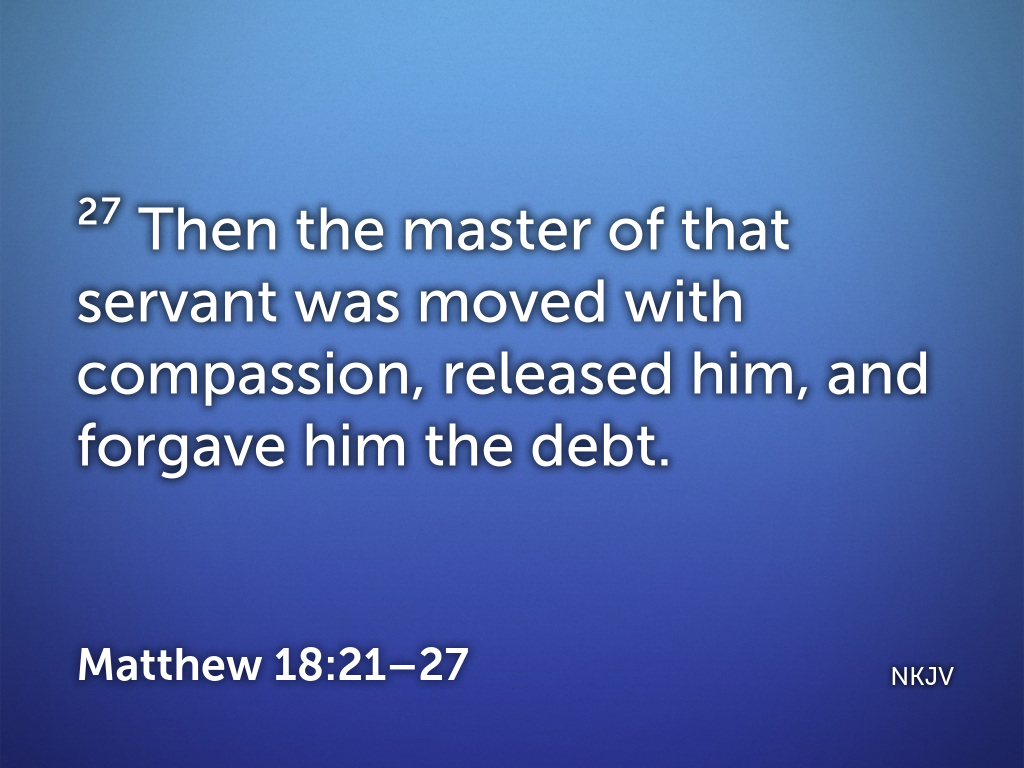 27 Then the master of that
servant was moved with
compassion, released him, and
forgave him the debt.
Matthew 18:21–27
NKJV